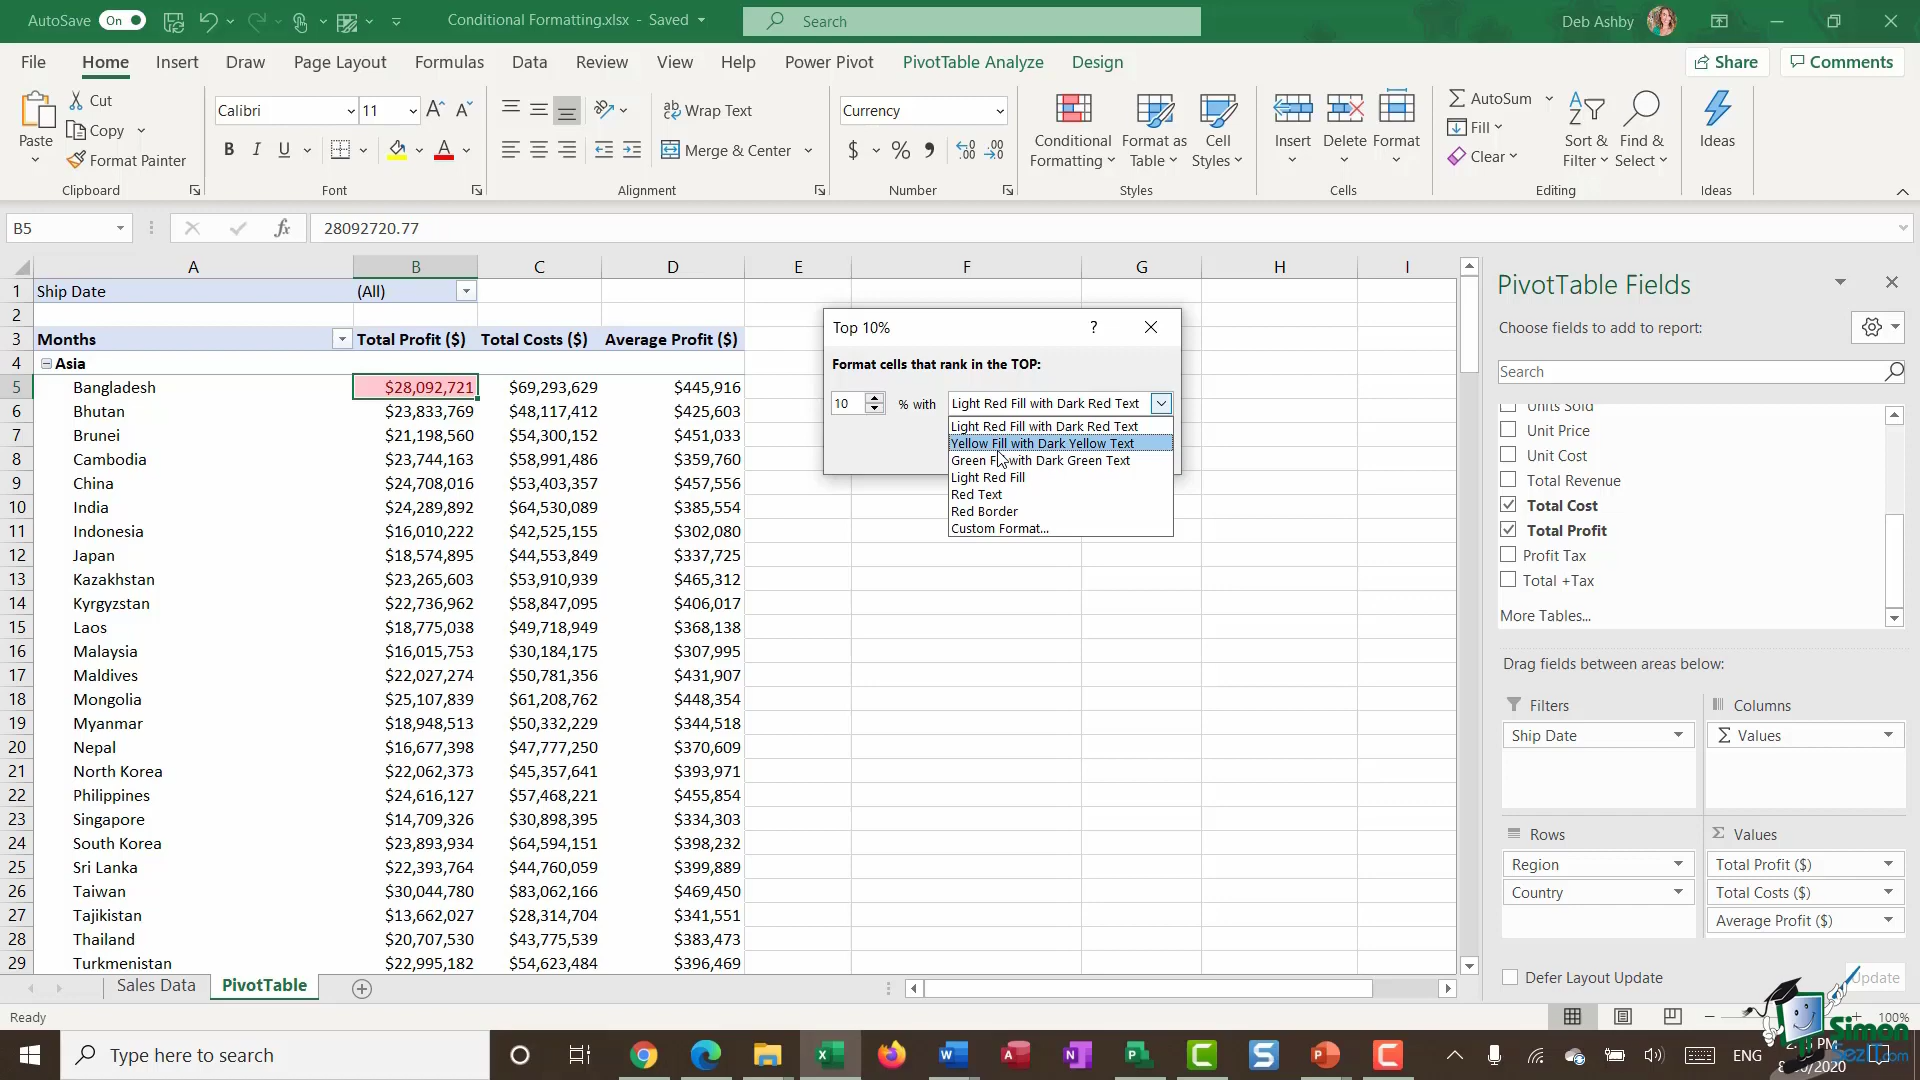 AutoSave On Conditional Formatting.xlsx - Saved Search Deb Ashby
File Home Insert Draw Page Layout Formulas Data Review View Help Power Pivot PivotTable Analyze Design Share Comments
Paste Cut Copy Format Painter Clipboard
Calibri 11 B I U A Font
Wrap Text Merge & Center Alignment
Currency $ % Number
Conditional Formatting Format as Table Cell Styles Styles
Insert Delete Format Cells
AutoSum Fill Clear Sort & Filter Find & Select Editing
Ideas Ideas
B5 fx 28092720.77
A B C D E F G H I
1 Ship Date (All)
2
3 Months Total Profit ($) Total Costs ($) Average Profit ($)
4 Asia
5 Bangladesh $28,092,721 $69,293,629 $445,916
6 Bhutan $23,833,769 $48,117,412 $425,603
7 Brunei $21,198,560 $54,300,152 $451,033
8 Cambodia $23,744,163 $58,991,486 $359,760
9 China $24,708,016 $53,403,357 $457,556
10 India $24,289,892 $64,530,089 $385,554
11 Indonesia $16,010,222 $42,525,155 $302,080
12 Japan $18,574,895 $44,553,849 $337,725
13 Kazakhstan $23,265,603 $53,910,939 $465,312
14 Kyrgyzstan $22,736,962 $58,847,095 $406,017
15 Laos $18,775,038 $49,718,949 $368,138
16 Malaysia $16,015,753 $30,184,175 $307,995
17 Maldives $22,027,274 $50,781,356 $431,907
18 Mongolia $25,107,839 $61,208,762 $448,354
19 Myanmar $18,948,513 $50,332,229 $344,518
20 Nepal $16,677,398 $47,777,250 $370,609
21 North Korea $22,062,373 $45,357,641 $393,971
22 Philippines $24,616,127 $57,468,221 $455,854
23 Singapore $14,709,326 $30,898,395 $334,303
24 South Korea $23,893,934 $64,594,151 $398,232
25 Sri Lanka $22,393,764 $44,760,059 $399,889
26 Taiwan $30,044,780 $83,062,166 $469,450
27 Tajikistan $13,662,027 $28,314,704 $341,551
28 Thailand $20,707,530 $43,775,539 $383,473
29 Turkmenistan $22,995,182 $54,623,484 $396,469
Top 10% ?
Format cells that rank in the TOP:
10 % with Light Red Fill with Dark Red Text
Light Red Fill with Dark Red Text
Yellow Fill with Dark Yellow Text
Green with Dark Green Text
Light Red Fill
Red Text
Red Border
Custom Format...
PivotTable Fields
Choose fields to add to report:
Search
Units Sold
Unit Price
Unit Cost
Total Revenue
Total Cost
Total Profit
Profit Tax
Total +Tax
More Tables...
Drag fields between areas below:
Filters Columns
Ship Date Σ Values
Rows Σ Values
Region Total Profit ($)
Country Total Costs ($)
Average Profit ($)
Defer Layout Update
Sales Data PivotTable
Ready 100%
Type here to search ENG
Simon SezIT.com